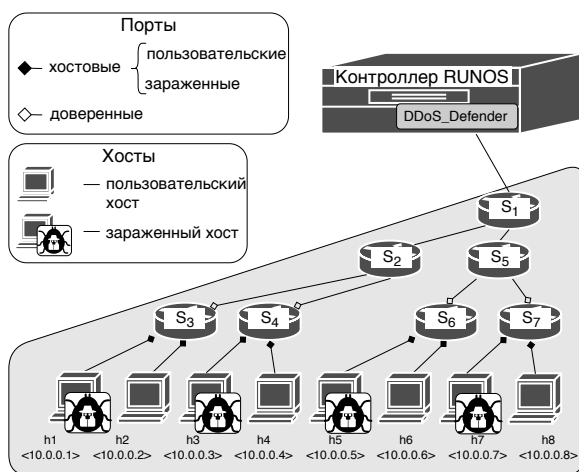 Порты
хостовые
пользовательские
зараженные
доверенные
Хосты
— пользовательский
хост
— зараженный хост
Контроллер RUNOS
DDoS_Defender
S1
S2
S5
S3
S4
S6
S7
h1 h2 h3 h4 h5 h6 h7 h8
<10.0.0.1> <10.0.0.2> <10.0.0.3> <10.0.0.4> <10.0.0.5> <10.0.0.6> <10.0.0.7> <10.0.0.8>